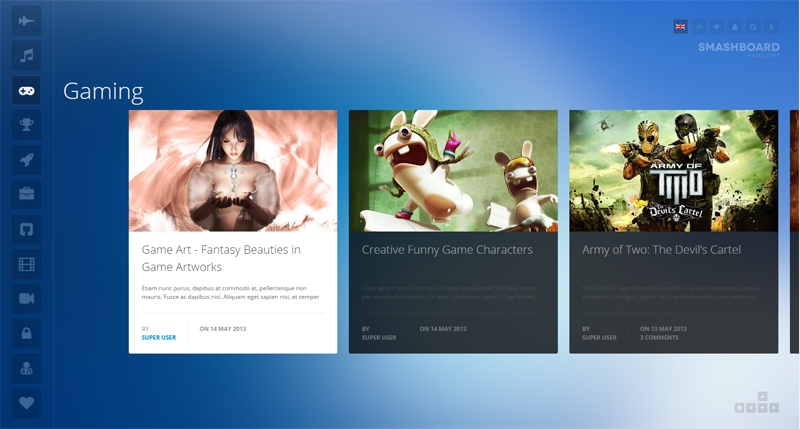 SMASHBOARD
Gaming
ARMY OF
TWO
The Devil's Cartel
Game Art - Fantasy Beauties in
Game Artworks
Etiam nunc purus, dapibus at commodo at, pellentesque non
mauris. Fusce ac dapibus nisi. Aliquam eget sapien nisi, at semper
BY
SUPER USER
ON 14 MAY 2013
Creative Funny Game Characters
BY
SUPER USER
ON 14 MAY 2013
Army of Two: The Devil's Cartel
BY
SUPER USER
ON 13 MAY 2013
3 COMMENTS